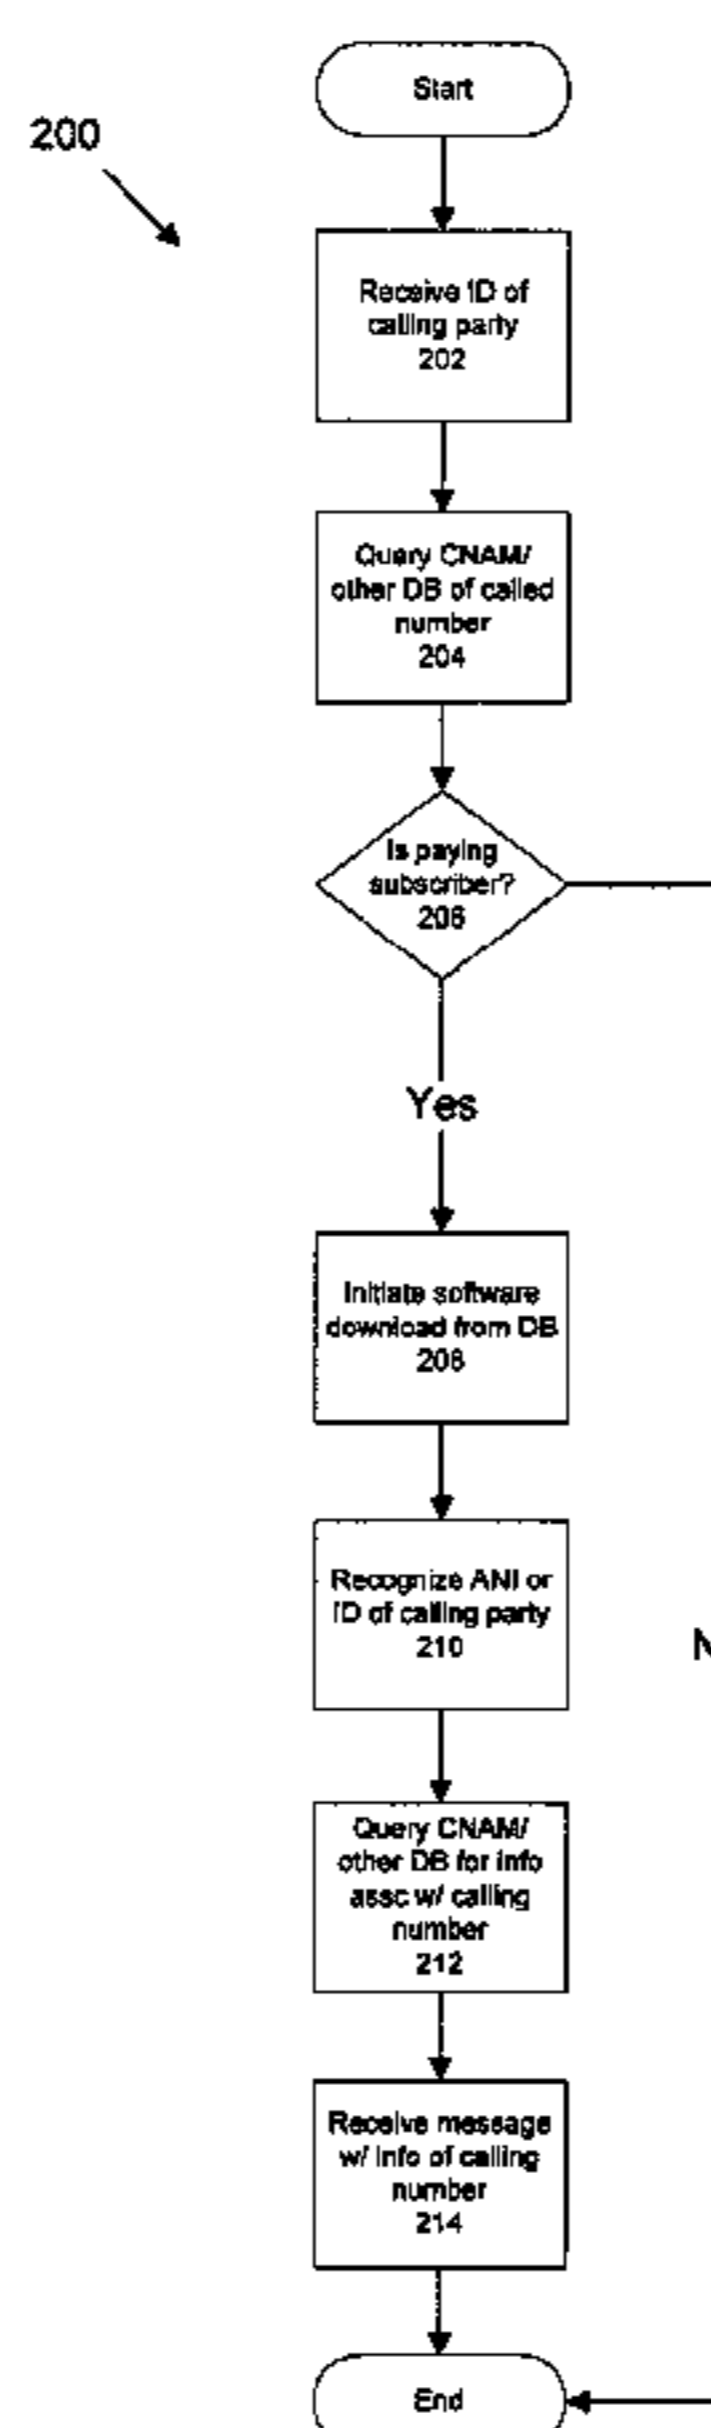 Start
200
Receive ID of
calling party
202
Query CNAM/
other DB of called
number
204
Is paying
subscriber?
206
Yes
Initiate software
download from DB
208
Recognize ANI or
ID of calling party
210
Query CNAM/
other DB for info
assc w/ calling
number
212
Receive message
w/ info of calling
number
214
End